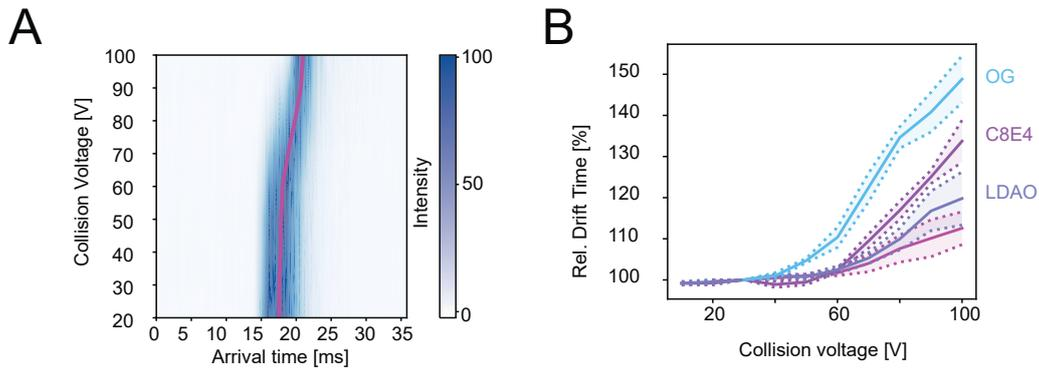 A
Collision Voltage [V]
100
90
80
70
60
50
40
30
20
0 5 10 15 20 25 30 35
Arrival time [ms]
Intensity
100
50
0
B
Rel. Drift Time [%]
150
140
130
120
110
100
20 60 100
Collision voltage [V]
OG
C8E4
LDAO